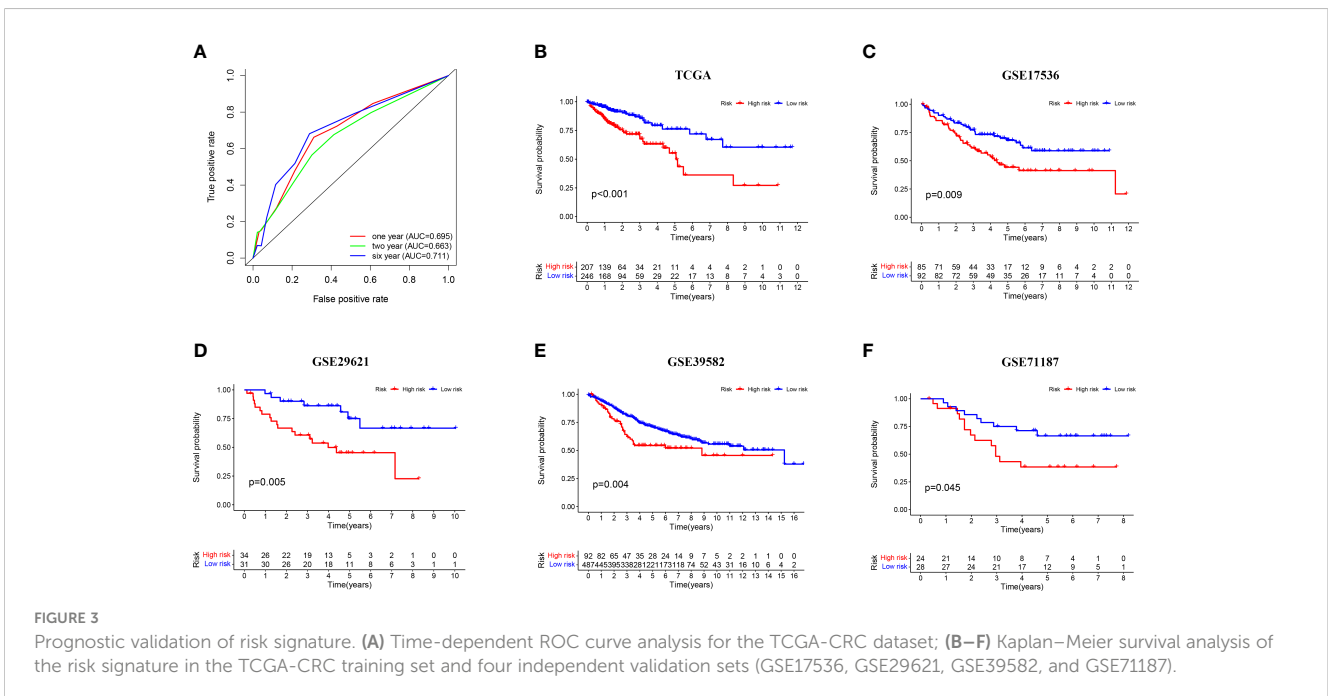 A
True positive rate
1.0
0.8
0.6
0.4
0.2
0.0
one year (AUC=0.695)
two year (AUC=0.663)
six year (AUC=0.711)
0.0 0.2 0.4 0.6 0.8 1.0
False positive rate
B
TCGA
Risk High risk Low risk
Survival probability
1.00
0.75
0.50
0.25
0.00
p<0.001
0 1 2 3 4 5 6 7 8 9 10 11 12
Time(years)
Risk
High risk 207 139 64 34 21 11 4 4 4 2 1 0 0
Low risk 246 168 94 59 29 22 17 13 8 7 4 3 0
0 1 2 3 4 5 6 7 8 9 10 11 12
Time(years)
C
GSE17536
Risk High risk Low risk
Survival probability
1.00
0.75
0.50
0.25
0.00
p=0.009
0 1 2 3 4 5 6 7 8 9 10 11 12
Time(years)
Risk
High risk 85 71 59 44 33 17 12 9 6 4 2 2 0
Low risk 92 82 72 59 49 35 26 17 11 7 4 0 0
0 1 2 3 4 5 6 7 8 9 10 11 12
Time(years)
D
GSE29621
Risk High risk Low risk
Survival probability
1.00
0.75
0.50
0.25
0.00
p=0.005
0 1 2 3 4 5 6 7 8 9 10
Time(years)
Risk
High risk 34 26 22 19 13 5 3 2 1 0 0
Low risk 31 30 26 20 18 11 8 6 3 1 1
0 1 2 3 4 5 6 7 8 9 10
Time(years)
E
GSE39582
Risk High risk Low risk
Survival probability
1.00
0.75
0.50
0.25
0.00
p=0.004
0 1 2 3 4 5 6 7 8 9 10 11 12 13 14 15 16
Time(years)
Risk
High risk 92 82 65 47 35 28 24 14 9 7 5 2 2 1 1 0 0
Low risk 487445395338281221173118 74 52 43 31 16 10 6 4 2
0 1 2 3 4 5 6 7 8 9 10 11 12 13 14 15 16
Time(years)
F
GSE71187
Risk High risk Low risk
Survival probability
1.00
0.75
0.50
0.25
0.00
p=0.045
0 1 2 3 4 5 6 7 8
Time(years)
Risk
High risk 24 21 14 10 8 7 4 1 0
Low risk 28 27 24 21 17 12 9 5 1
0 1 2 3 4 5 6 7 8
Time(years)
FIGURE 3
Prognostic validation of risk signature. (A) Time-dependent ROC curve analysis for the TCGA-CRC dataset; (B–F) Kaplan–Meier survival analysis of
the risk signature in the TCGA-CRC training set and four independent validation sets (GSE17536, GSE29621, GSE39582, and GSE71187).